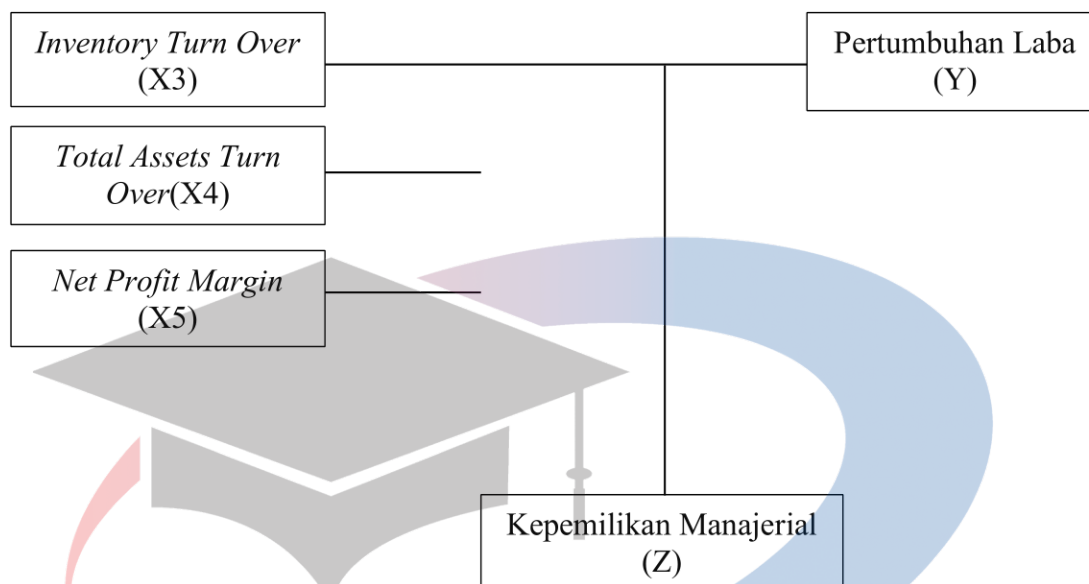 Inventory Turn Over
(X3)
Pertumbuhan Laba
(Y)
Total Assets Turn
Over(X4)
Net Profit Margin
(X5)
Kepemilikan Manajerial
(Z)